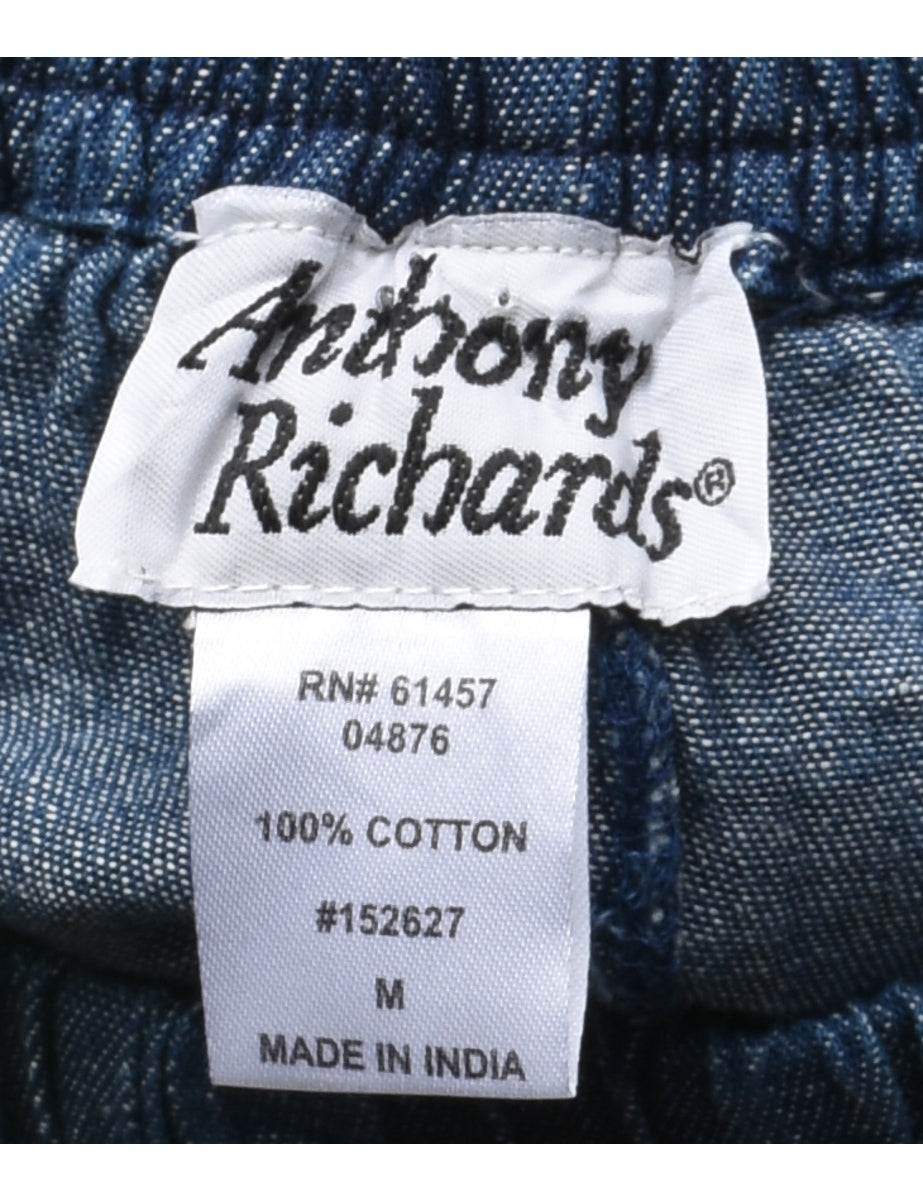 Anthony
Richards®
RN# 61457
04876
100% COTTON
#152627
M
MADE IN INDIA